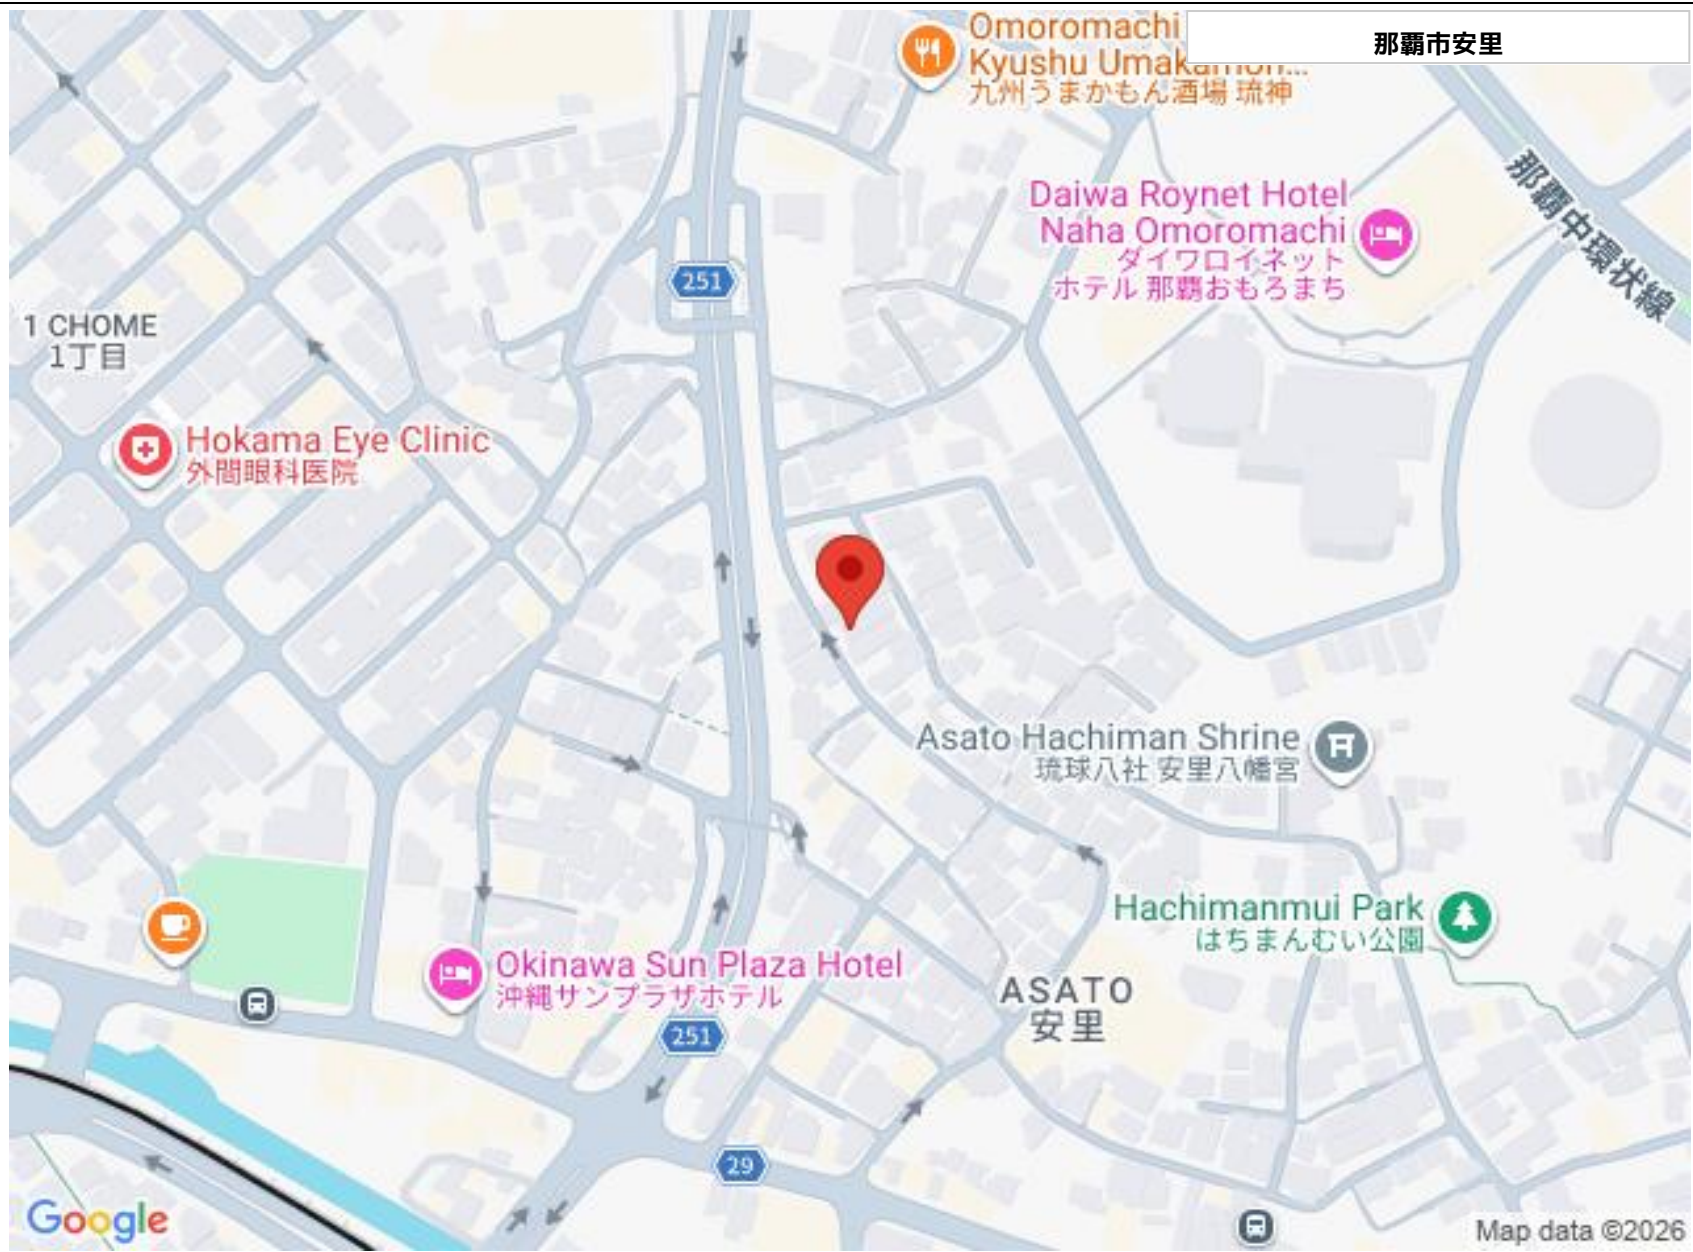 Omoromachi
Kyushu Umakamon...
九州うまかもん酒場 琉神
那覇市安里
那覇中環状線
Daiwa Roynet Hotel
Naha Omoromachi
ダイワロイネット
ホテル 那覇おもろまち
251
1 CHOME
1丁目
Hokama Eye Clinic
外間眼科医院
Asato Hachiman Shrine
琉球八社 安里八幡宮
Hachimanmui Park
はちまんむい公園
Okinawa Sun Plaza Hotel
沖縄サンプラザホテル
ASATO
安里
251
29
Google
Map data ©2026